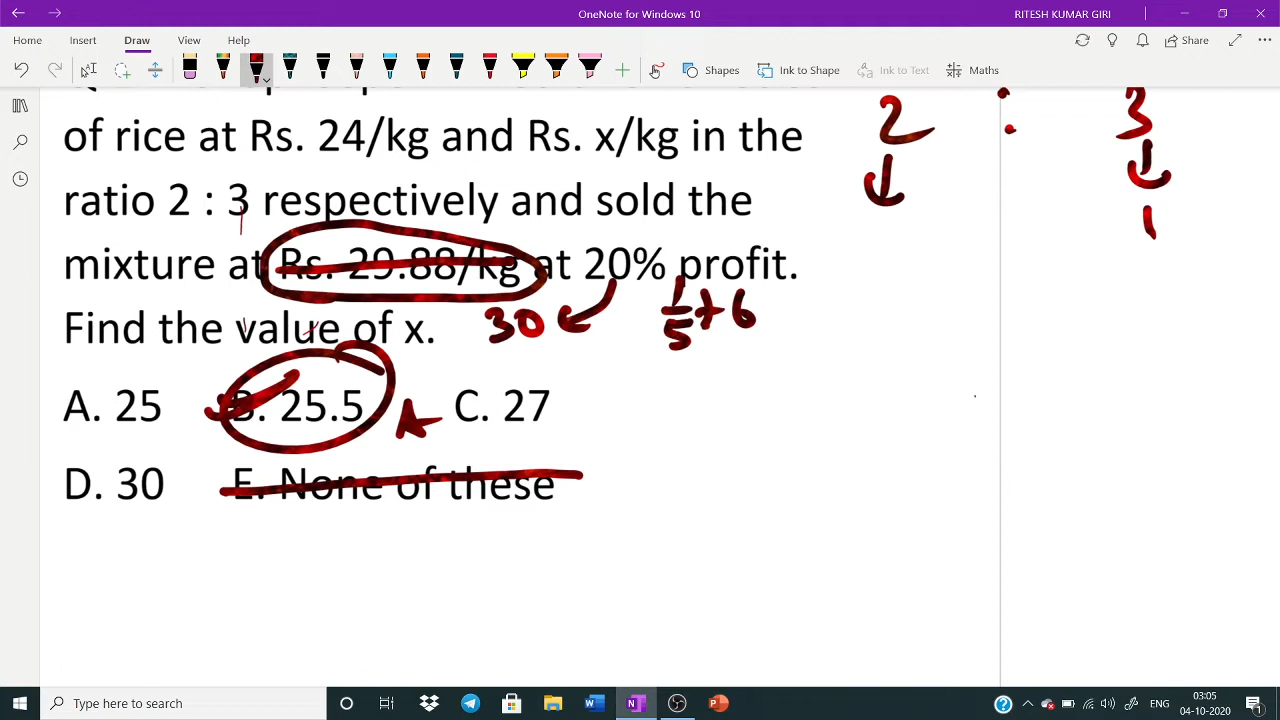 OneNote for Windows 10
RITESH KUMAR GIRI
Home Insert Draw View Help
Share
Shapes Ink to Shape Ink to Text Maths
of rice at Rs. 24/kg and Rs. x/kg in the
ratio 2 : 3 respectively and sold the
mixture at Rs. 29.88/kg at 20% profit.
Find the value of x.
A. 25 B. 25.5 C. 27
D. 30 E. None of these
2 : 3
1
30
1/5 + 6
Type here to search
ENG
03:05
04-10-2020